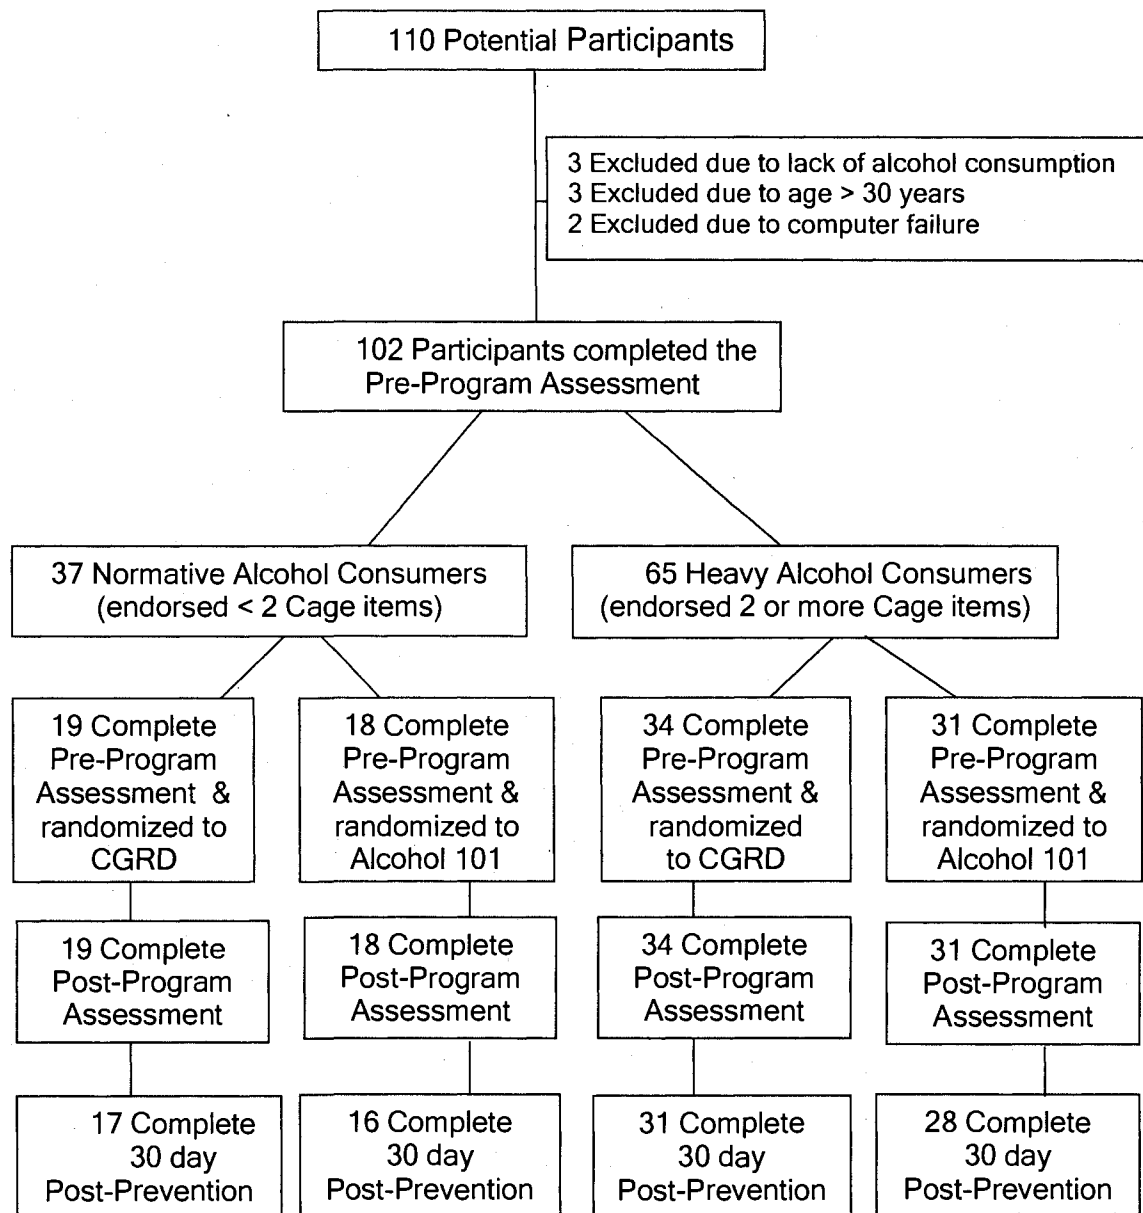 110 Potential Participants
3 Excluded due to lack of alcohol consumption
3 Excluded due to age > 30 years
2 Excluded due to computer failure
102 Participants completed the
Pre-Program Assessment
37 Normative Alcohol Consumers
(endorsed < 2 Cage items)
65 Heavy Alcohol Consumers
(endorsed 2 or more Cage items)
19 Complete
Pre-Program
Assessment &
randomized to
CGRD
18 Complete
Pre-Program
Assessment &
randomized to
Alcohol 101
34 Complete
Pre-Program
Assessment &
randomized
to CGRD
31 Complete
Pre-Program
Assessment &
randomized to
Alcohol 101
19 Complete
Post-Program
Assessment
18 Complete
Post-Program
Assessment
34 Complete
Post-Program
Assessment
31 Complete
Post-Program
Assessment
17 Complete
30 day
Post-Prevention
16 Complete
30 day
Post-Prevention
31 Complete
30 day
Post-Prevention
28 Complete
30 day
Post-Prevention